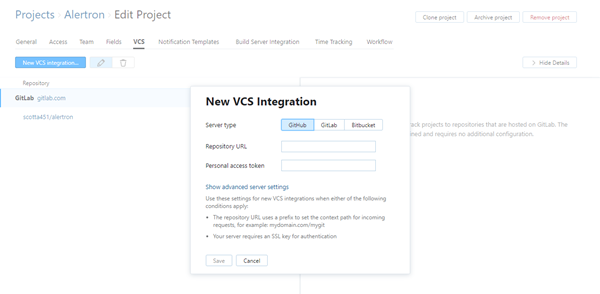 Projects › Alertron › Edit Project
Clone project
Archive project
Remove project
General
Access
Team
Fields
VCS
Notification Templates
Build Server Integration
Time Tracking
Workflow
New VCS integration...
Hide Details
Repository
GitLab gitlab.com
scotta451/alertron
track projects to repositories that are hosted on GitLab. The
and requires no additional configuration.
New VCS Integration
Server type
GitHub
GitLab
Bitbucket
Repository URL
Personal access token
Show advanced server settings
Use these settings for new VCS integrations when either of the following
conditions apply:
• The repository URL uses a prefix to set the context path for incoming
requests, for example: mydomain.com/mygit
• Your server requires an SSL key for authentication
Save
Cancel